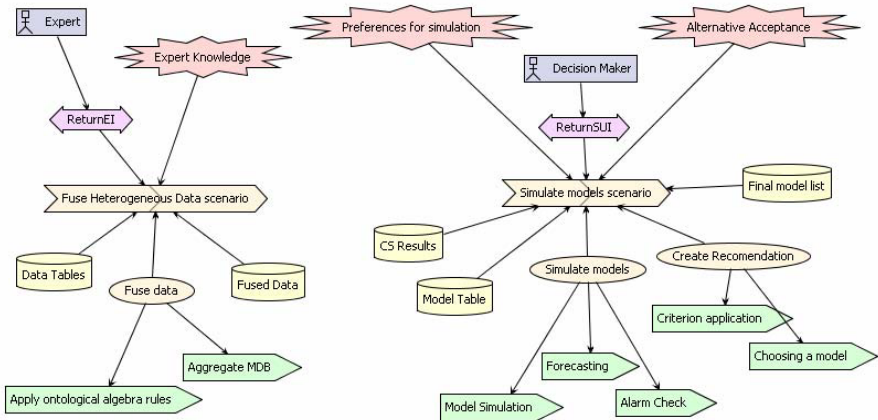 Expert
Expert Knowledge
ReturnEI
Fuse Heterogeneous Data scenario
Data Tables
Fuse data
Fused Data
Aggregate MDB
Apply ontological algebra rules
Preferences for simulation
Alternative Acceptance
Decision Maker
ReturnSUI
Simulate models scenario
Final model list
CS Results
Model Table
Simulate models
Create Recomendation
Criterion application
Choosing a model
Forecasting
Model Simulation
Alarm Check